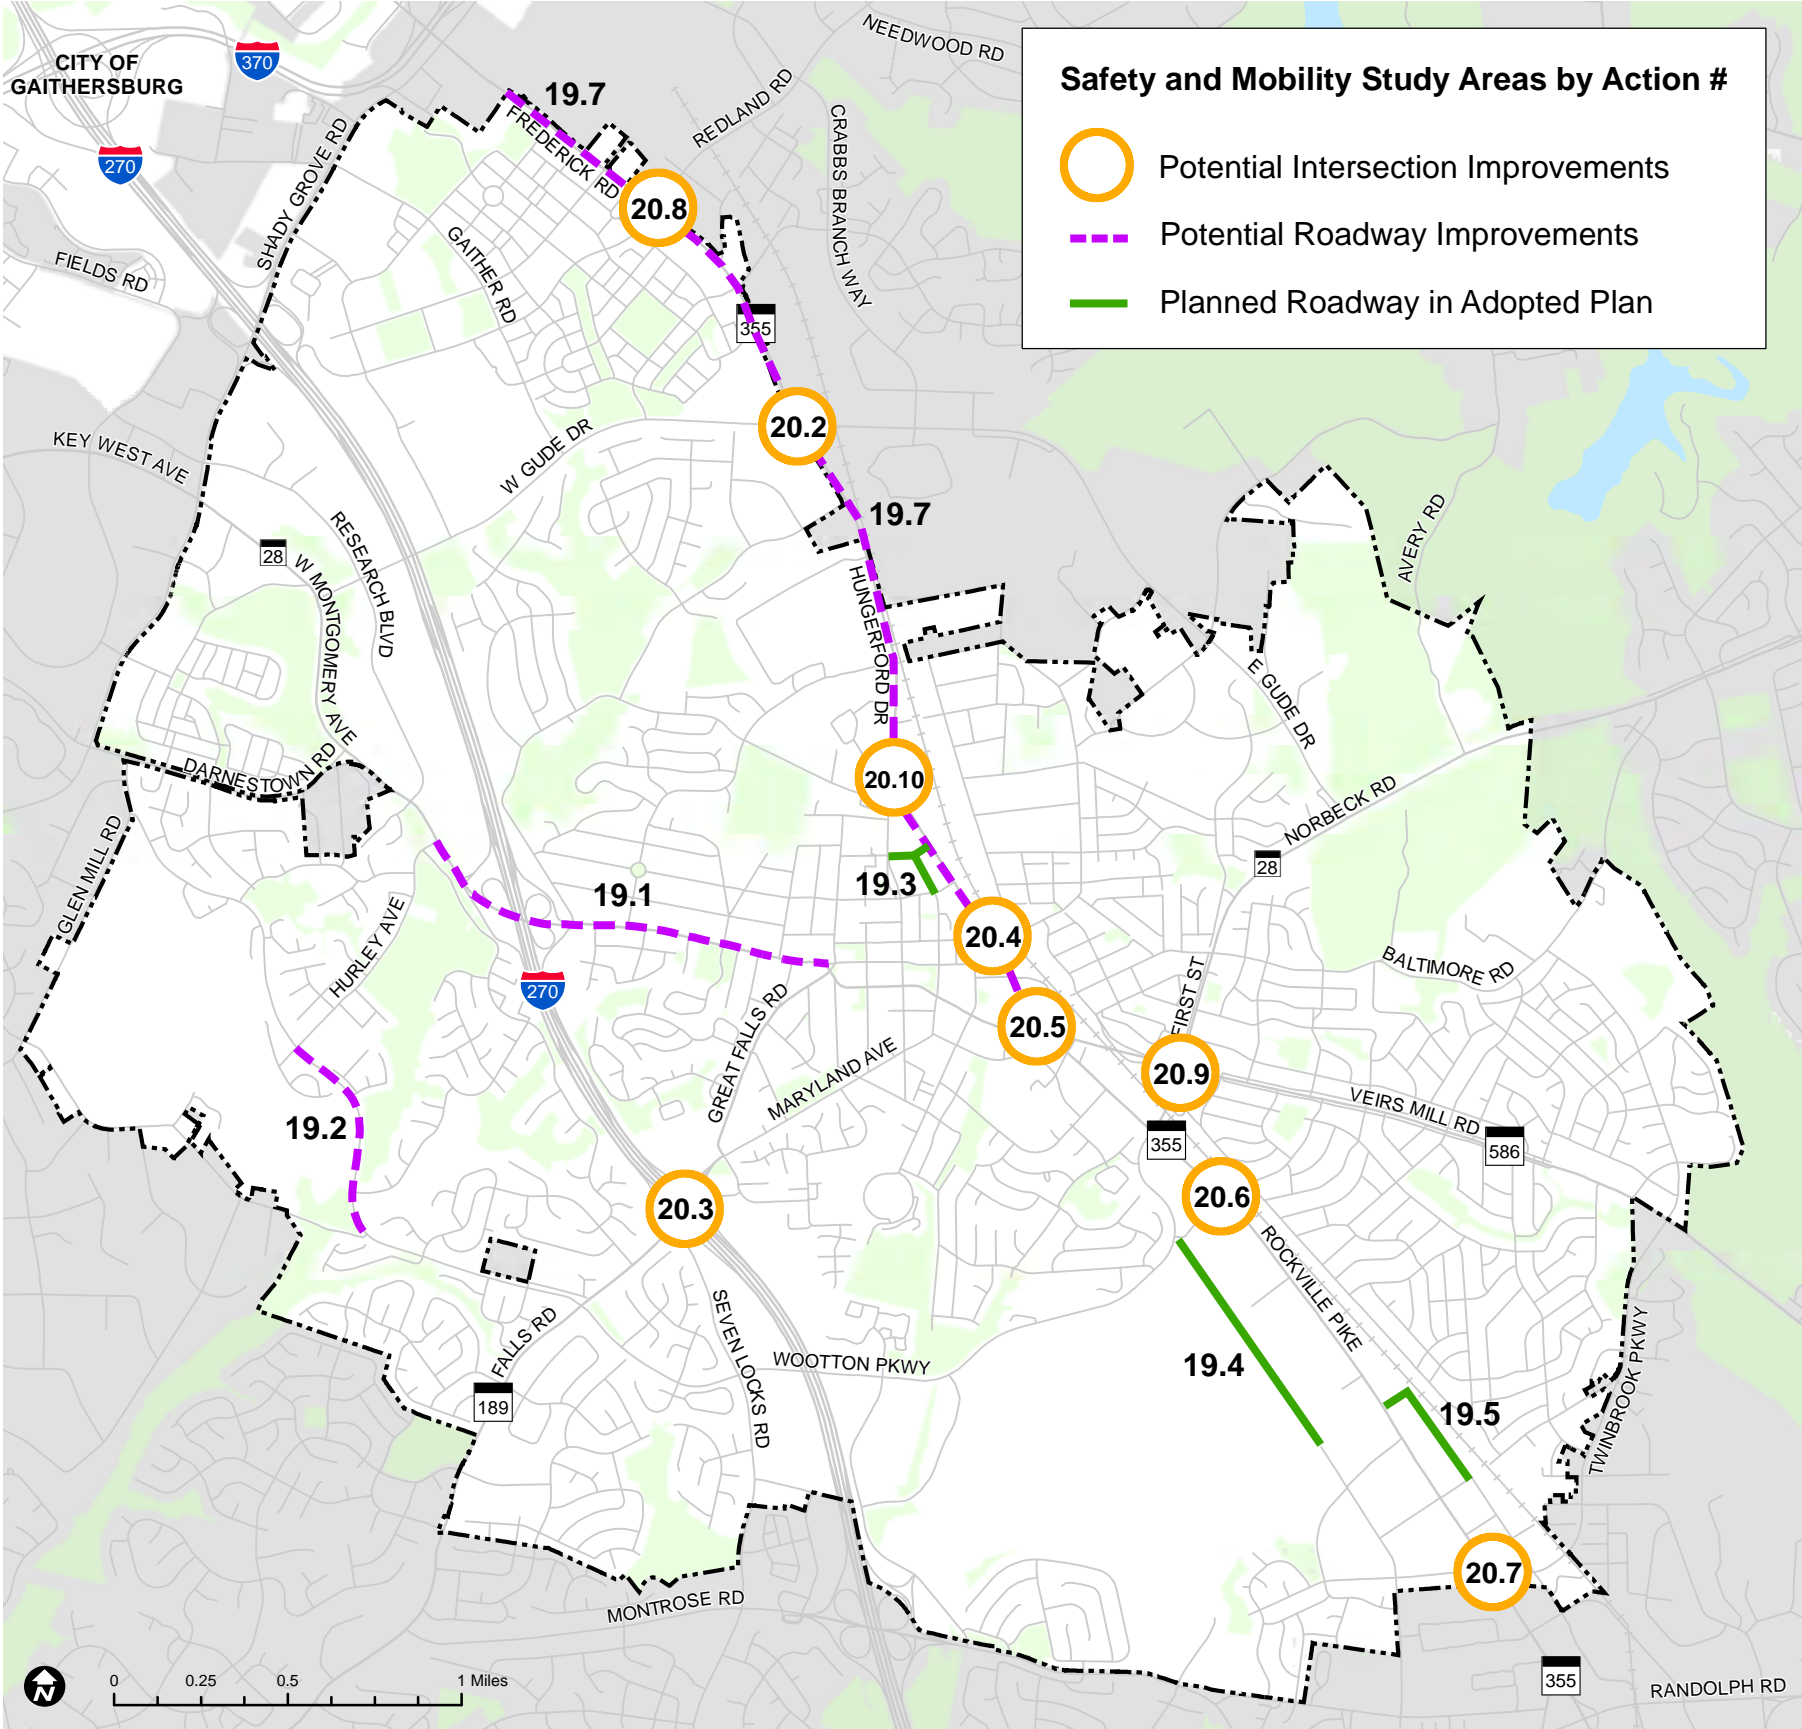 CITY OF
GAITHERSBURG
370
270
NEEDWOOD RD
Safety and Mobility Study Areas by Action #
Potential Intersection Improvements
Potential Roadway Improvements
Planned Roadway in Adopted Plan
19.7
FREDERICK RD
REDLAND RD
CRABBS BRANCH WAY
SHADY GROVE RD
20.8
FIELDS RD
GAITHER RD
355
KEY WEST AVE
W GUDE DR
20.2
19.7
28
RESEARCH BLVD
W MONTGOMERY AVE
HUNGERFORD DR
AVERY RD
E GUDE DR
DARNESTOWN RD
20.10
NORBECK RD
28
GLEN MILL RD
19.3
19.1
HURLEY AVE
20.4
BALTIMORE RD
270
FIRST ST
20.5
GREAT FALLS RD
MARYLAND AVE
20.9
VEIRS MILL RD
19.2
355
586
20.3
20.6
ROCKVILLE PIKE
SEVEN LOCKS RD
FALLS RD
WOOTTON PKWY
19.4
189
19.5
TWINBROOK PKWY
20.7
MONTROSE RD
355
RANDOLPH RD
N
0 0.25 0.5 1 Miles